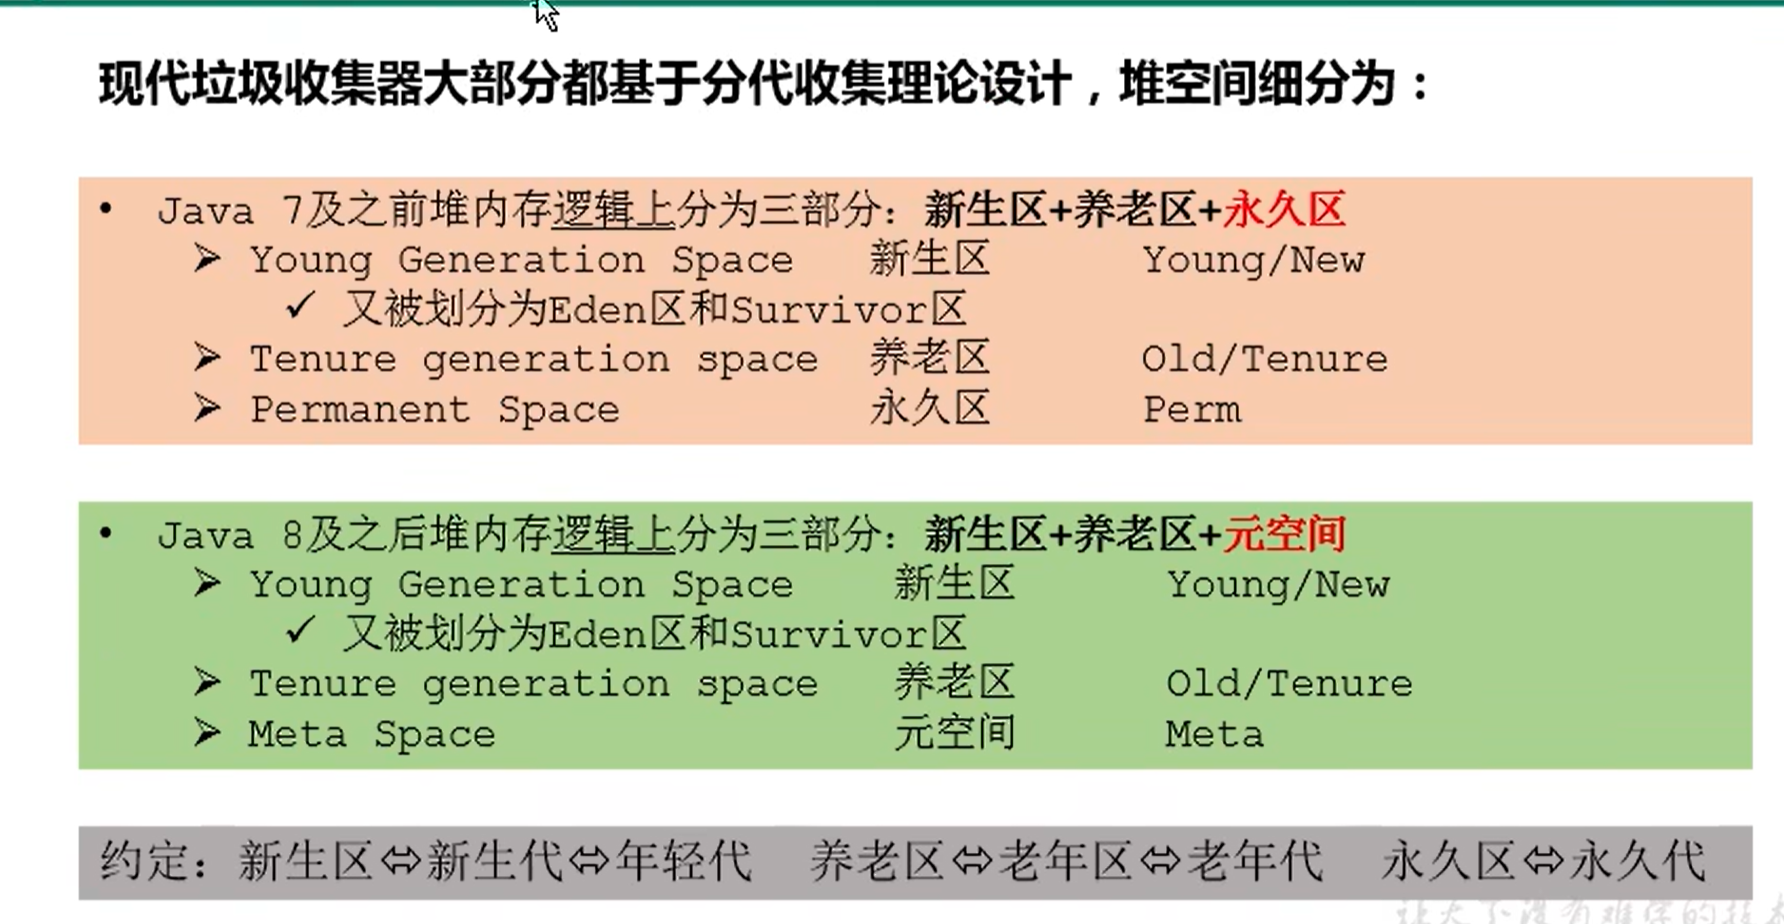 现代垃圾收集器大部分都基于分代收集理论设计，堆空间细分为：
• Java 7及之前堆内存逻辑上分为三部分：新生区+养老区+永久区
➢ Young Generation Space 新生区 Young/New
✓ 又被划分为Eden区和Survivor区
➢ Tenure generation space 养老区 Old/Tenure
➢ Permanent Space 永久区 Perm
• Java 8及之后堆内存逻辑上分为三部分：新生区+养老区+元空间
➢ Young Generation Space 新生区 Young/New
✓ 又被划分为Eden区和Survivor区
➢ Tenure generation space 养老区 Old/Tenure
➢ Meta Space 元空间 Meta
约定：新生区⬄新生代⬄年轻代 养老区⬄老年区⬄老年代 永久区⬄永久代